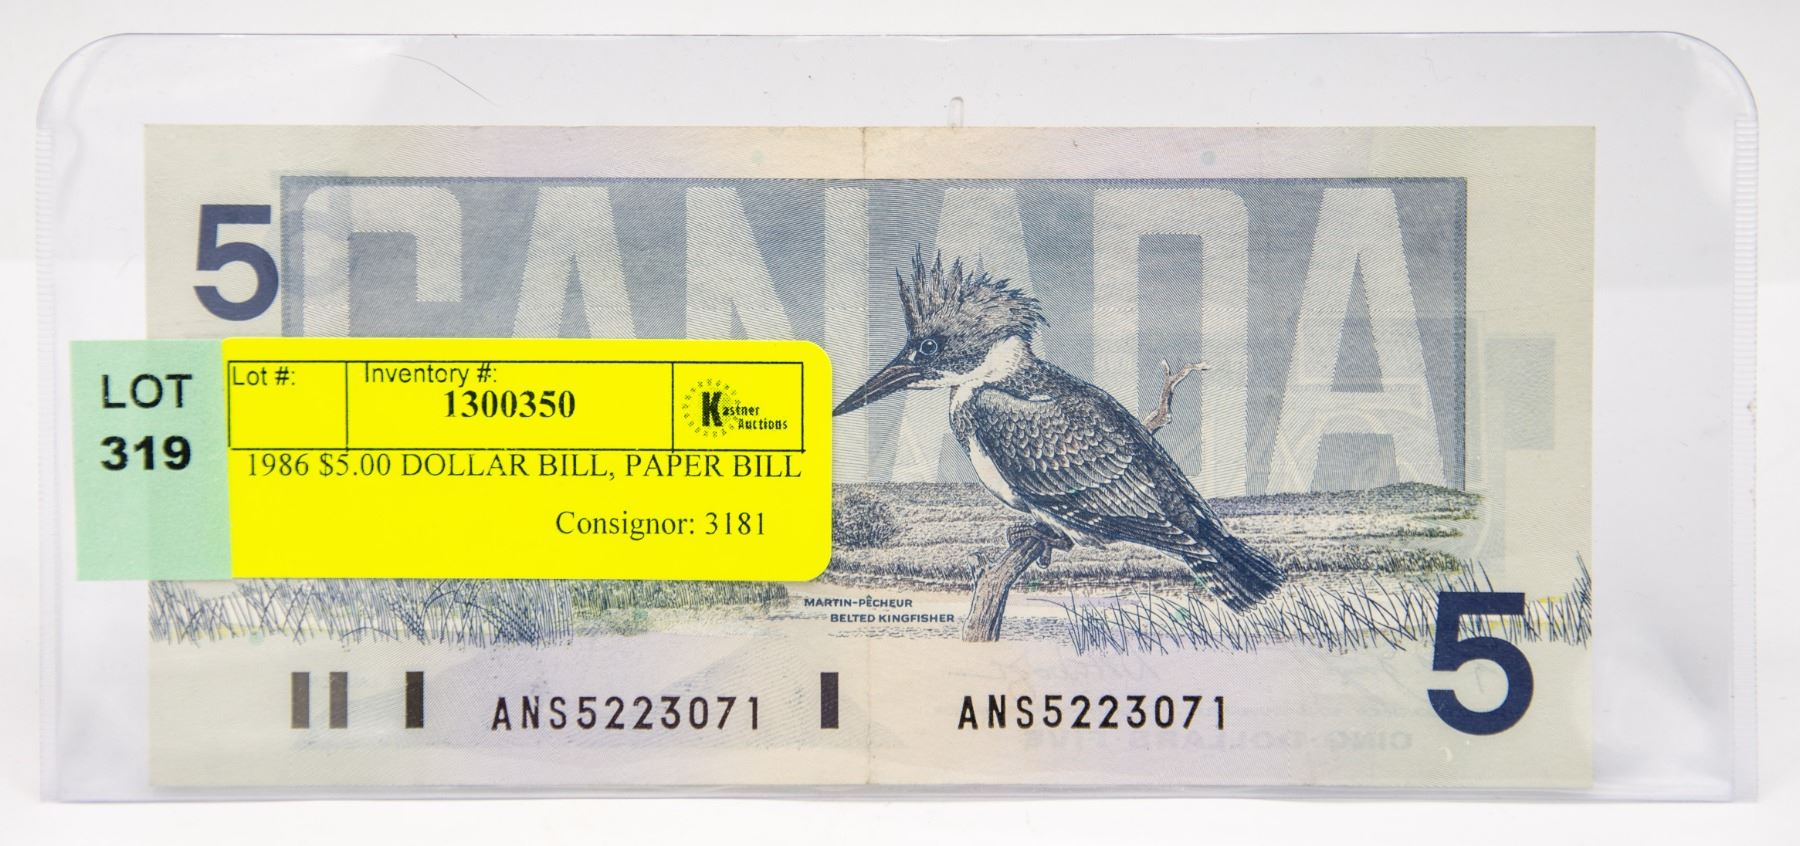 CANADA
5
LOT
319
Lot #:
Inventory #:
1300350
Kastner
Auctions
1986 $5.00 DOLLAR BILL, PAPER BILL
Consignor: 3181
MARTIN-PÊCHEUR
BELTED KINGFISHER
5
ANS5223071
ANS5223071